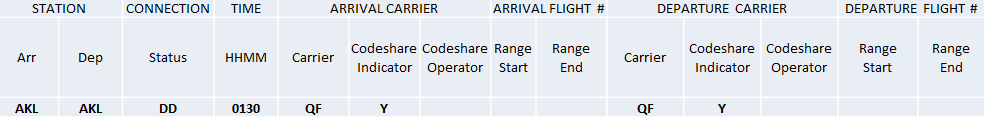 STATION CONNECTION TIME ARRIVAL CARRIER ARRIVAL FLIGHT # DEPARTURE CARRIER DEPARTURE FLIGHT #
Arr Dep Status HHMM Carrier Codeshare Indicator Codeshare Operator Range Start Range End Carrier Codeshare Indicator Codeshare Operator Range Start Range End
AKL AKL DD 0130 QF Y QF Y